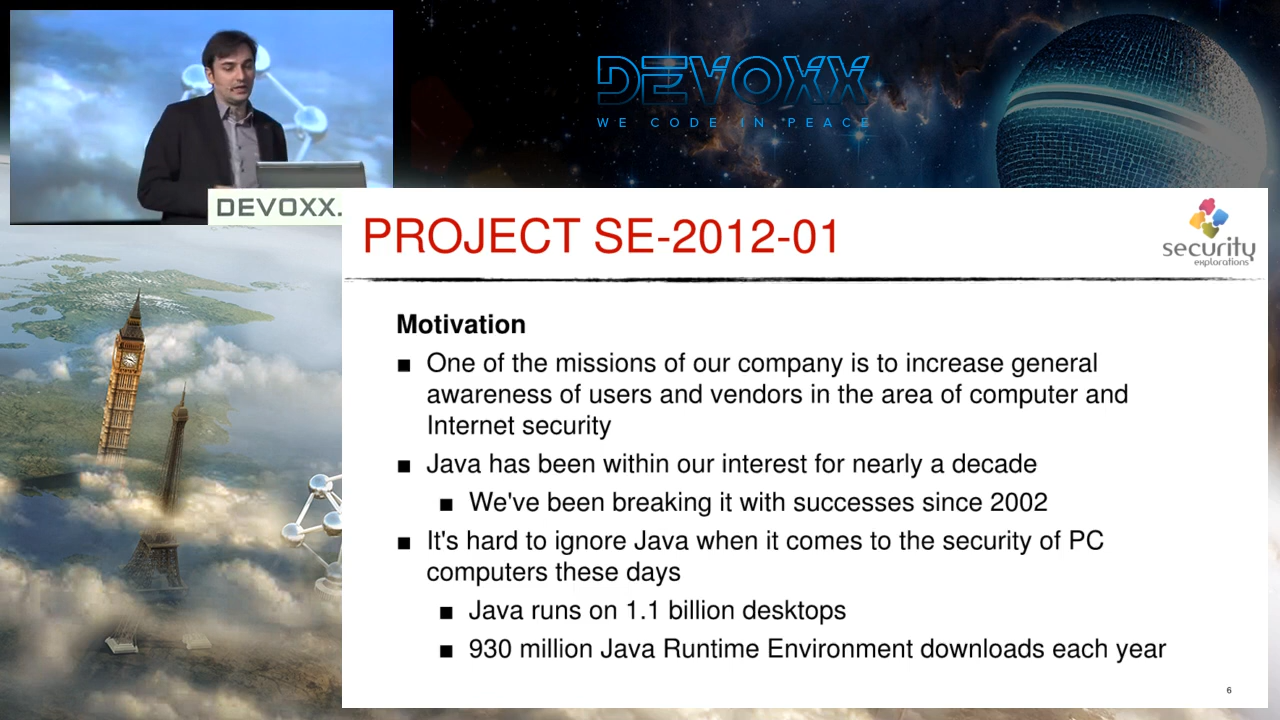 DEVOXX
WE CODE IN PEACE
DEVOXX.
PROJECT SE-2012-01
security
explorations
Motivation
■ One of the missions of our company is to increase general
awareness of users and vendors in the area of computer and
Internet security
■ Java has been within our interest for nearly a decade
■ We've been breaking it with successes since 2002
■ It's hard to ignore Java when it comes to the security of PC
computers these days
■ Java runs on 1.1 billion desktops
■ 930 million Java Runtime Environment downloads each year
6